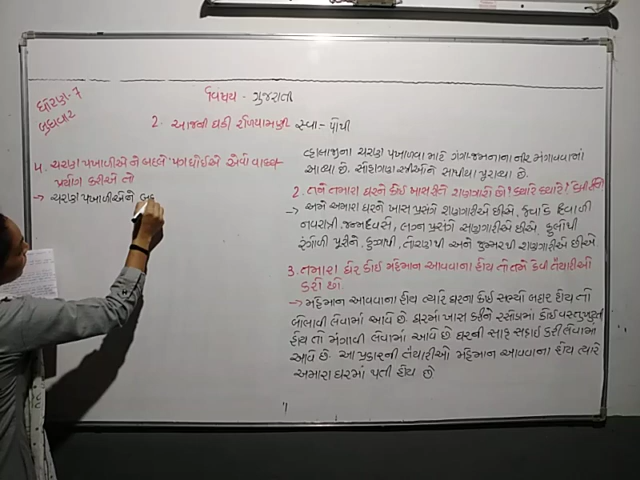 ધોરણ-7
બુધવાર
વિષય - ગુજરાતી
2. આજની ઘડી રળિયામણી સ્વા - પોથી
૪. ચરણ પખાળીએ ને બદલે પગ ધોઈએ એવો વાક્ય
પ્રયોગ કરીએ તો
→ ચરણ પખાળીએને બદ
વ્હાલાજીના ચરણ પખાળવા માટે ગંગા-જમનાના નીર મંગાવવામાં
આવ્યા છે. સોહાગણ સ્ત્રીઓને સાથીયા પુરાવ્યા છે.
2. તમે તમારા ઘરને કોઈ ખાસ રીતે શણગારો છો? ક્યારે ક્યારે? કેવી રીતે?
→ અમે અમારા ઘરને ખાસ પ્રસંગે શણગારીએ છીએ. જેવા કે દિવાળી
નવરાત્રી, જન્મદિવસે, લગ્ન પ્રસંગે શણગારીએ છીએ. ફુલોથી
રંગોળી પૂરીને, ફુગ્ગાથી, તોરણથી અને ઝુમ્મરથી શણગારીએ છીએ
3. તમારા ઘેર કોઈ મહેમાન આવવાના હોય તો તમે કેવી તૈયારીઓ
કરો છો.
→ મહેમાન આવવાના હોય ત્યારે ઘરના કોઈ સભ્યો બહાર હોય તો
બોલાવી લેવામાં આવે છે ઘરમાં ખાસ કરીને રસોડામાં કોઈ વસ્તુ ખૂટતી
હોય તો મંગાવી લેવામાં આવે છે ઘરની સાફ સફાઈ કરી લેવામાં
આવે છે. આ પ્રકારની તૈયારીઓ મહેમાન આવવાના હોય ત્યારે
અમારા ઘરમાં થતી હોય છે